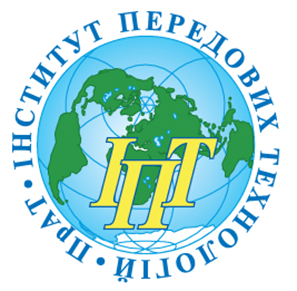 • ПРАТ • ІНСТИТУТ ПЕРЕДОВИХ ТЕХНОЛОГІЙ
ІПТ